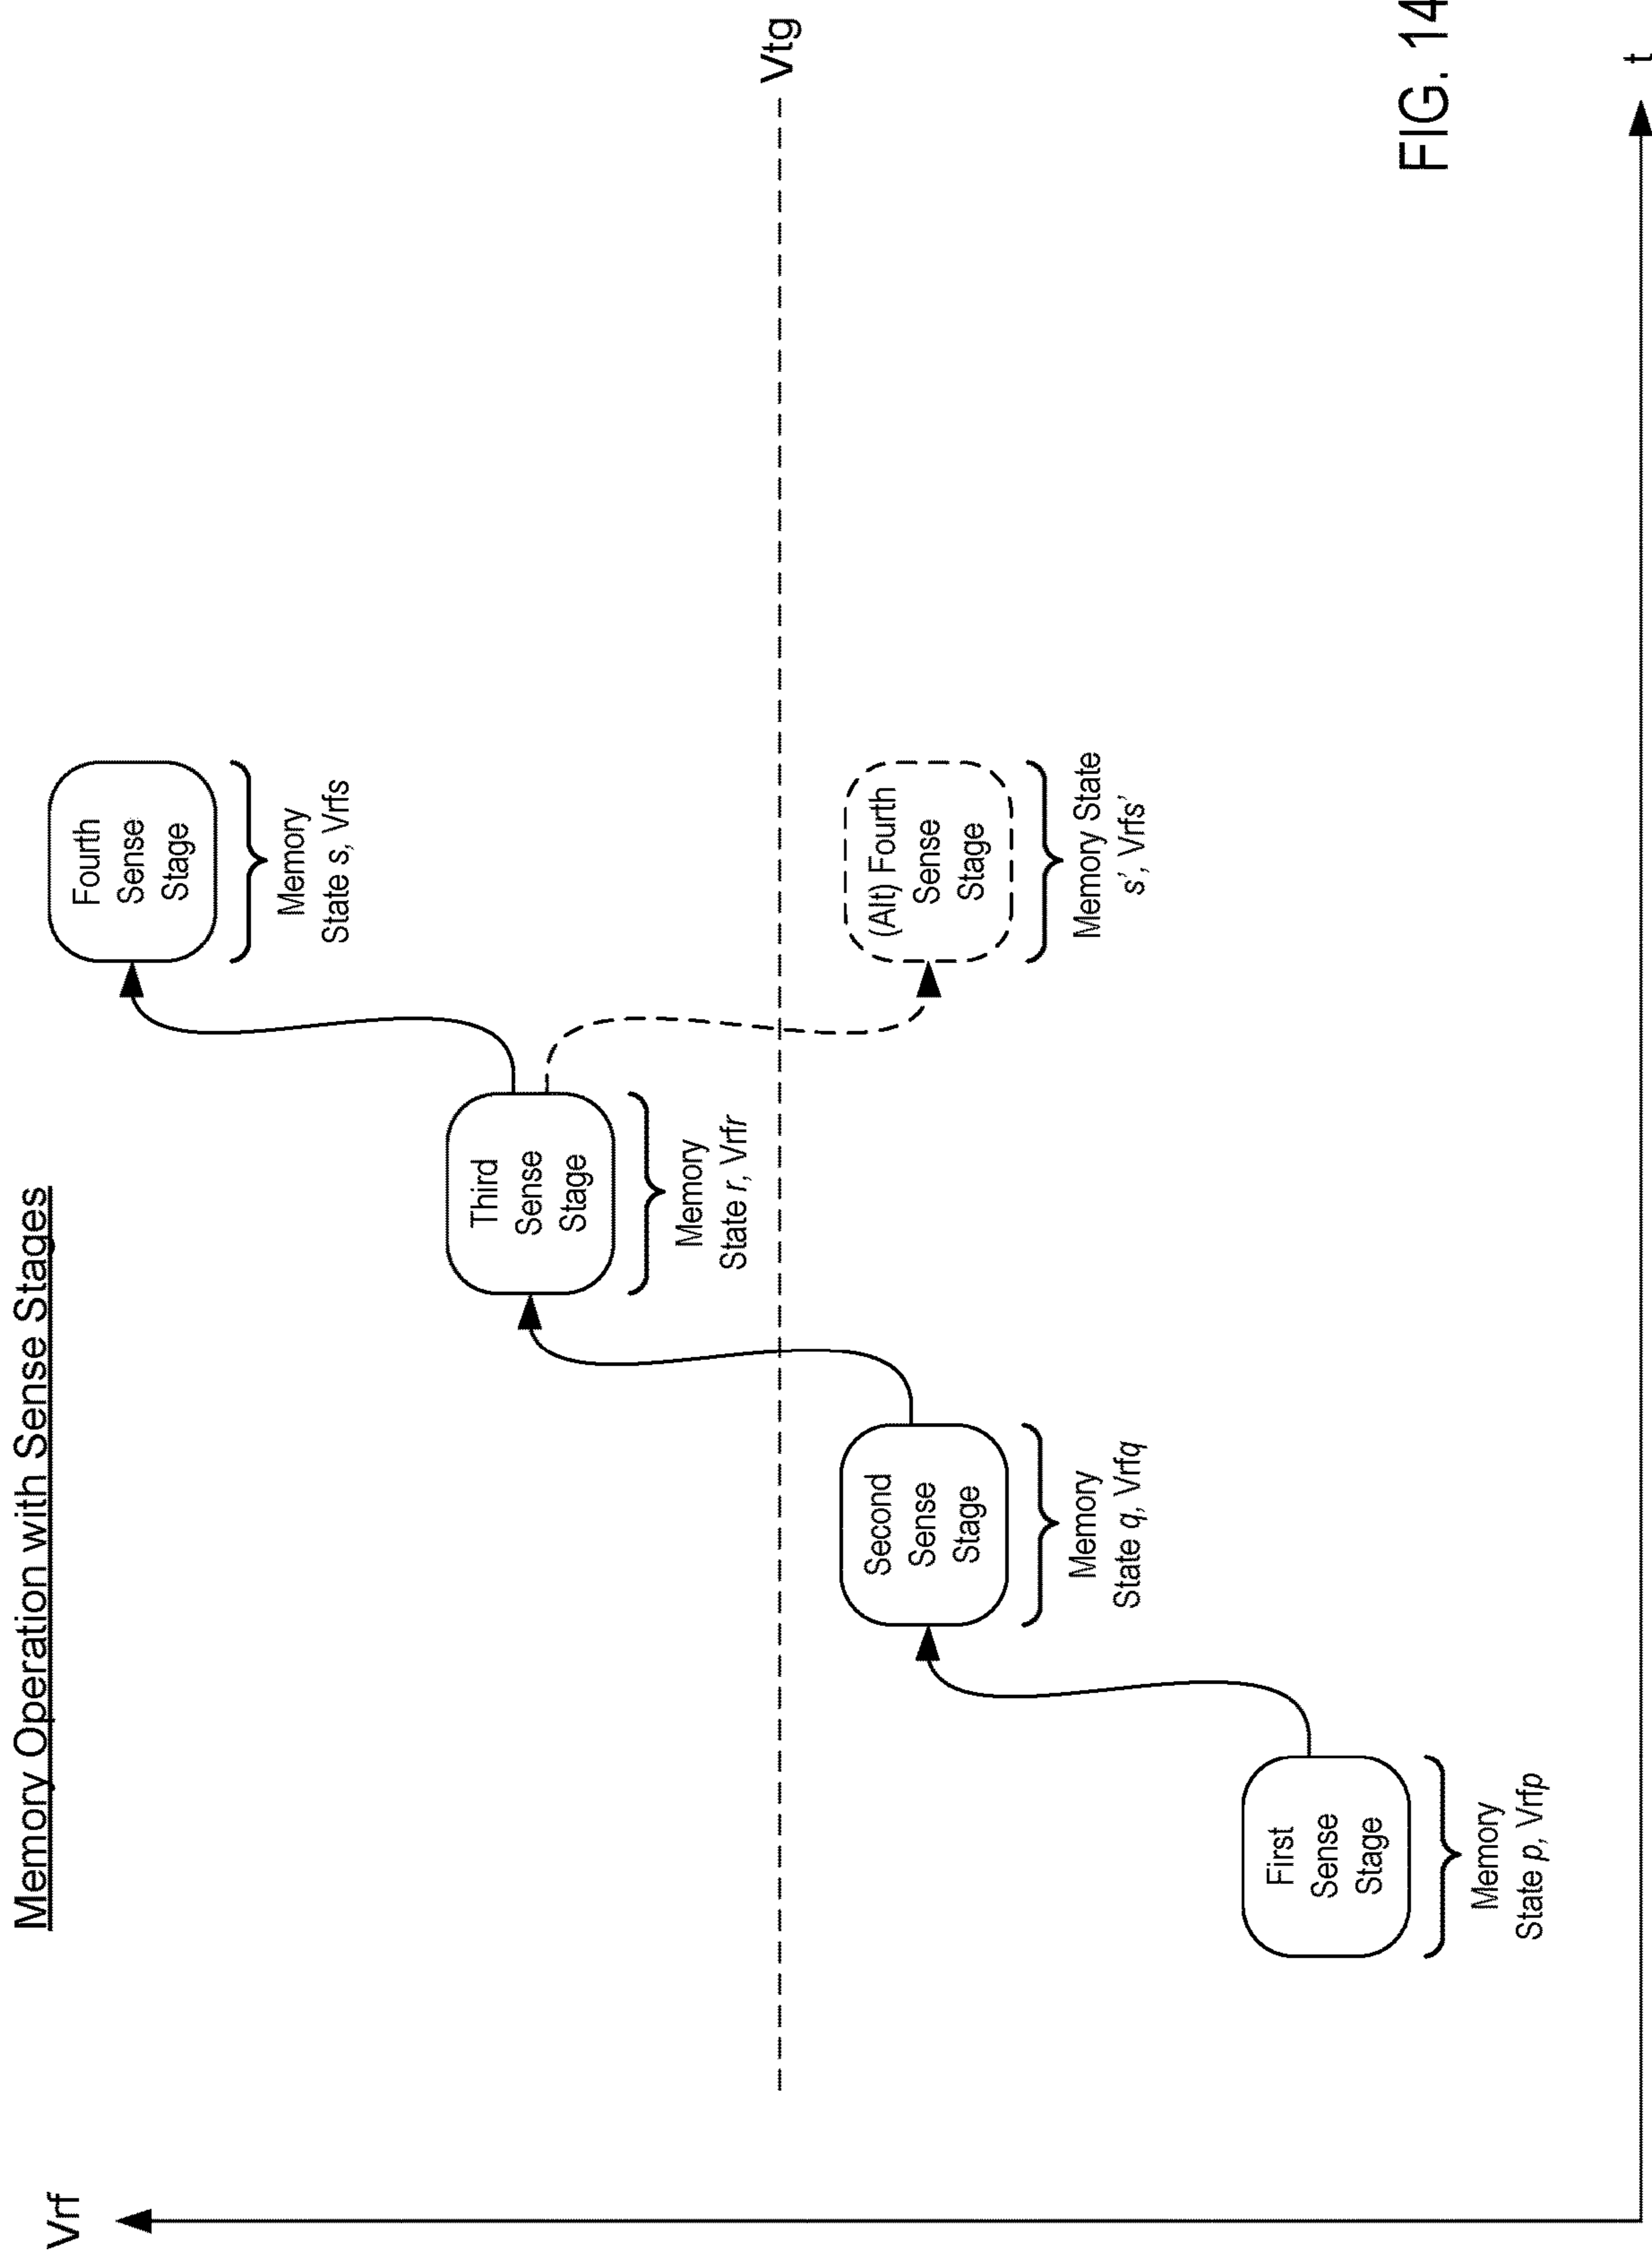 Memory Operation with Sense Stages
Vrf
Fourth
Sense
Stage
Memory
State s, Vrfs
Third
Sense
Stage
Memory
State r, Vrfr
Vtg
(Alt) Fourth
Sense
Stage
Memory State
s', Vrfs'
Second
Sense
Stage
Memory
State q, Vrfq
First
Sense
Stage
Memory
State p, Vrfp
FIG. 14
t